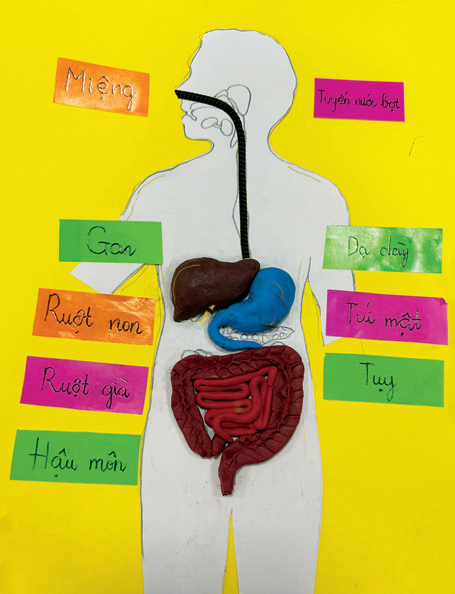 Miệng
Tuyến nước bọt
Gan
Dạ dày
Ruột non
Túi mật
Ruột già
Tụy
Hậu môn